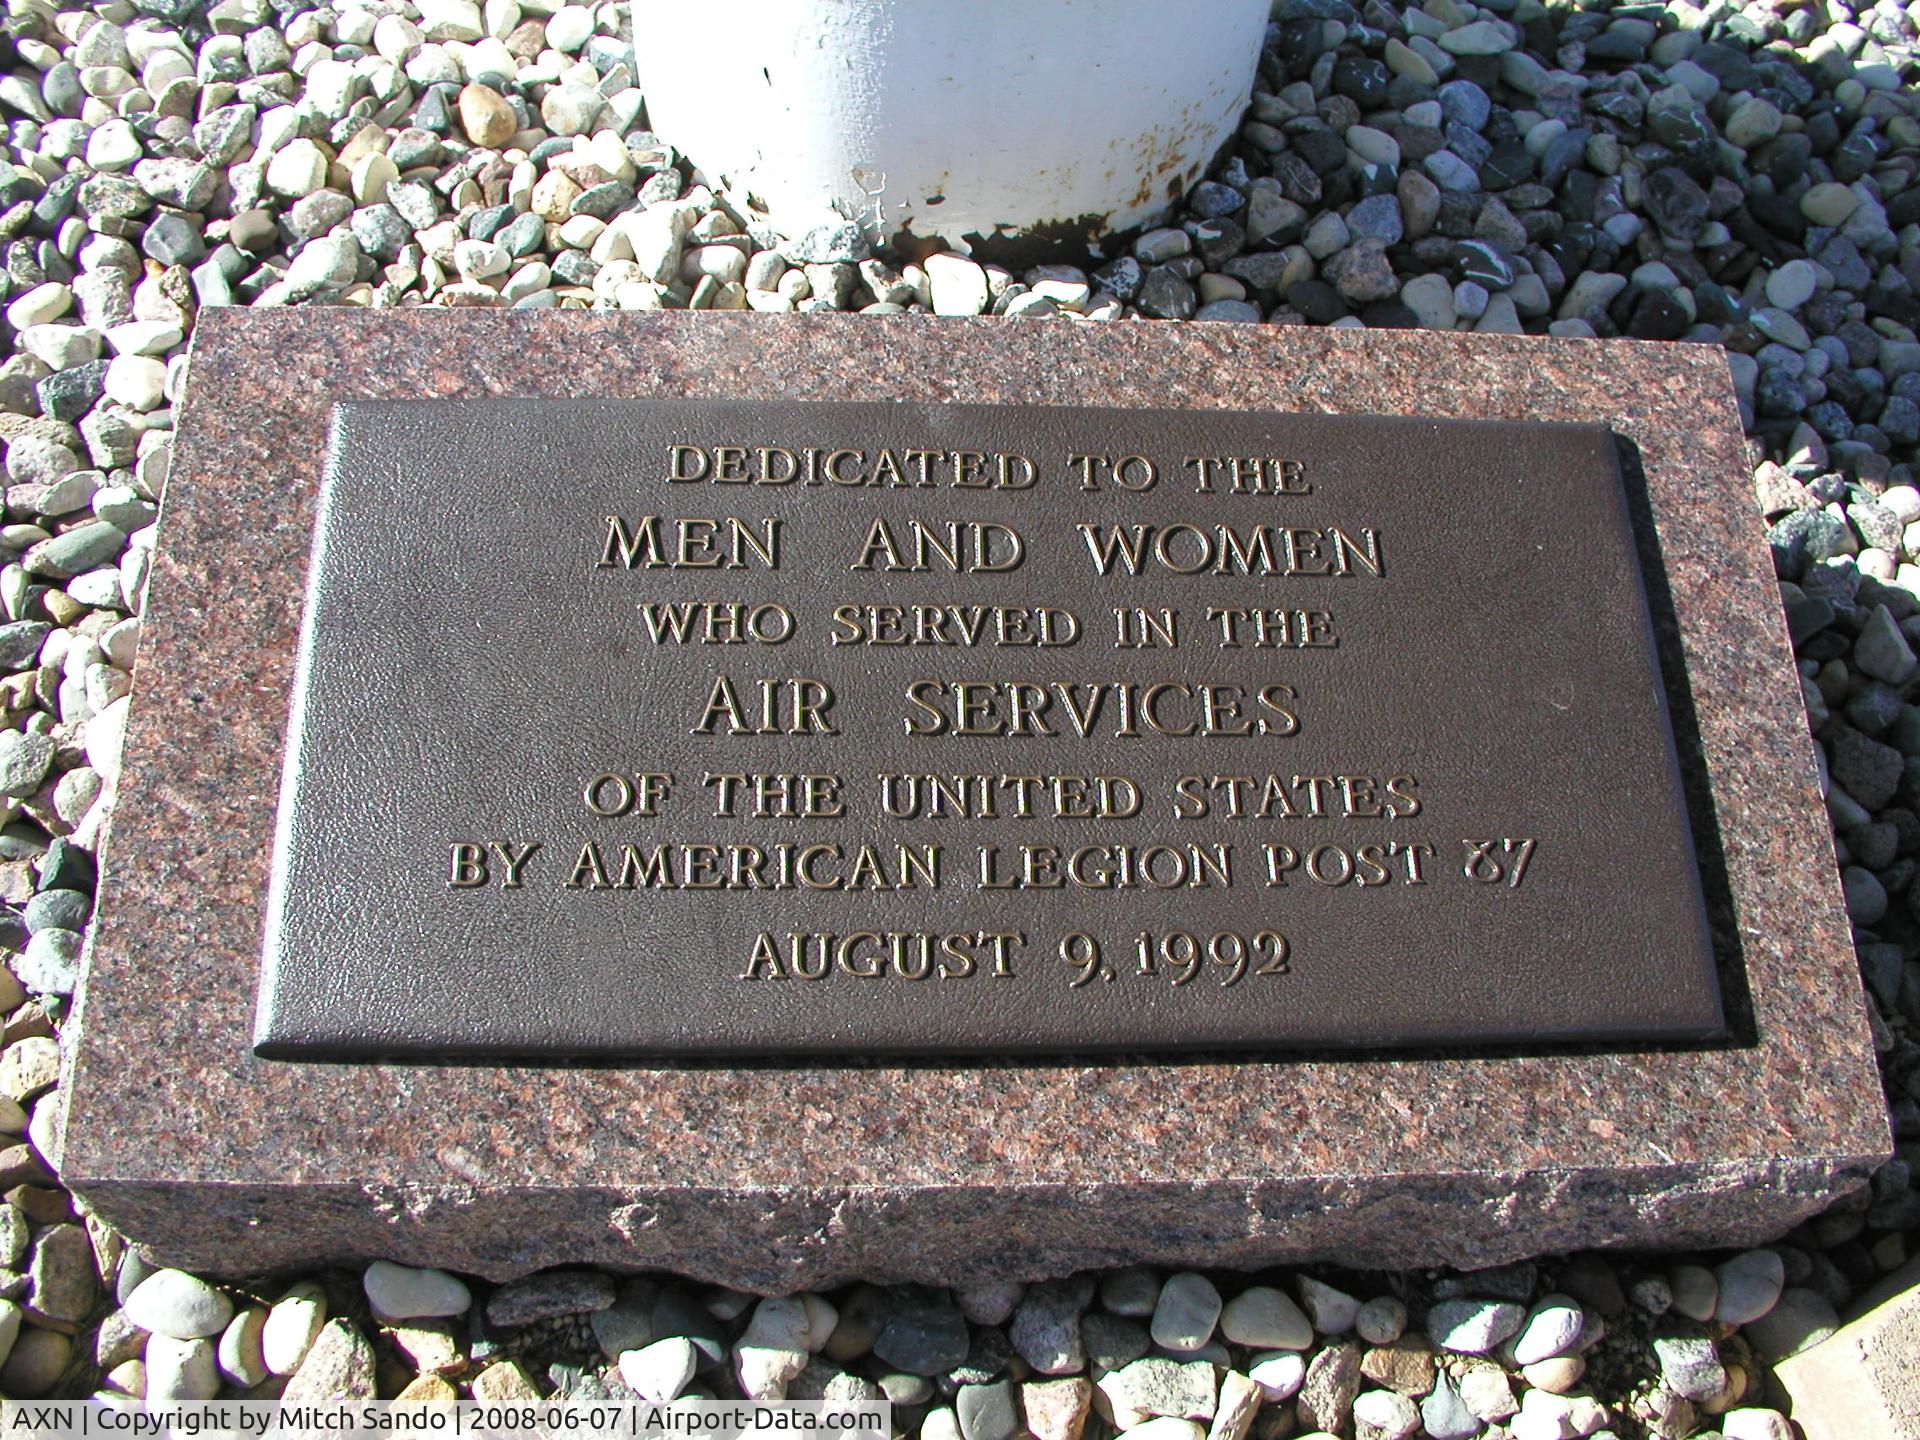 DEDICATED TO THE
MEN AND WOMEN
WHO SERVED IN THE
AIR SERVICES
OF THE UNITED STATES
BY AMERICAN LEGION POST 87
AUGUST 9, 1992
AXN | Copyright by Mitch Sando | 2008-06-07 | Airport-Data.com